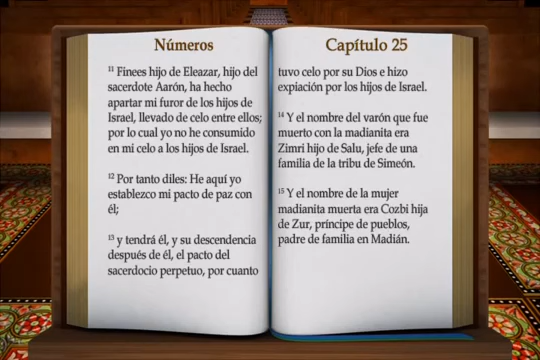 Números
11 Finees hijo de Eleazar, hijo del
sacerdote Aarón, ha hecho
apartar mi furor de los hijos de
Israel, llevado de celo entre ellos;
por lo cual yo no he consumido
en mi celo a los hijos de Israel.
12 Por tanto diles: He aquí yo
establezco mi pacto de paz con
él;
13 y tendrá él, y su descendencia
después de él, el pacto del
sacerdocio perpetuo, por cuanto
Capítulo 25
tuvo celo por su Dios e hizo
expiación por los hijos de Israel.
14 Y el nombre del varón que fue
muerto con la madianita era
Zimri hijo de Salu, jefe de una
familia de la tribu de Simeón.
15 Y el nombre de la mujer
madianita muerta era Cozbi hija
de Zur, príncipe de pueblos,
padre de familia en Madián.